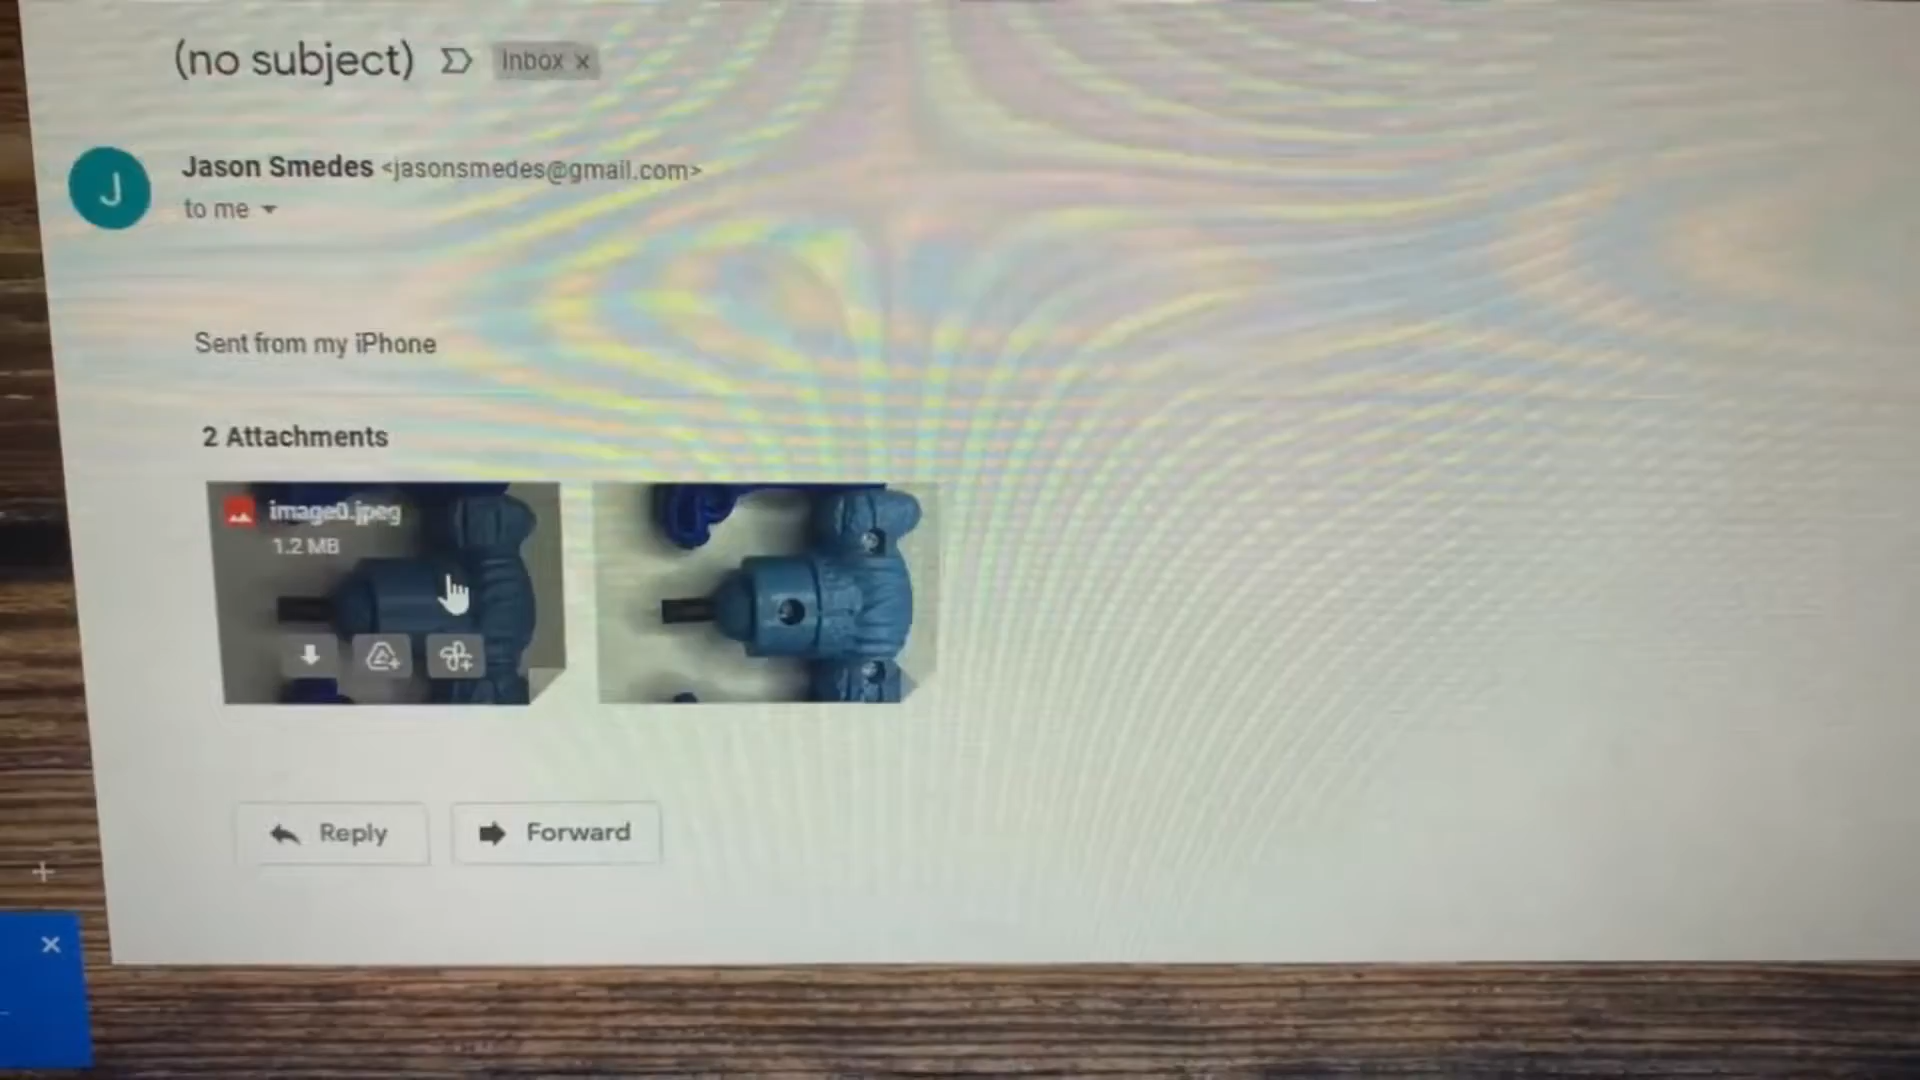 (no subject) Inbox x
J
Jason Smedes <jasonsmedes@gmail.com>
to me
Sent from my iPhone
2 Attachments
image0.jpeg
1.2 MB
Reply
Forward